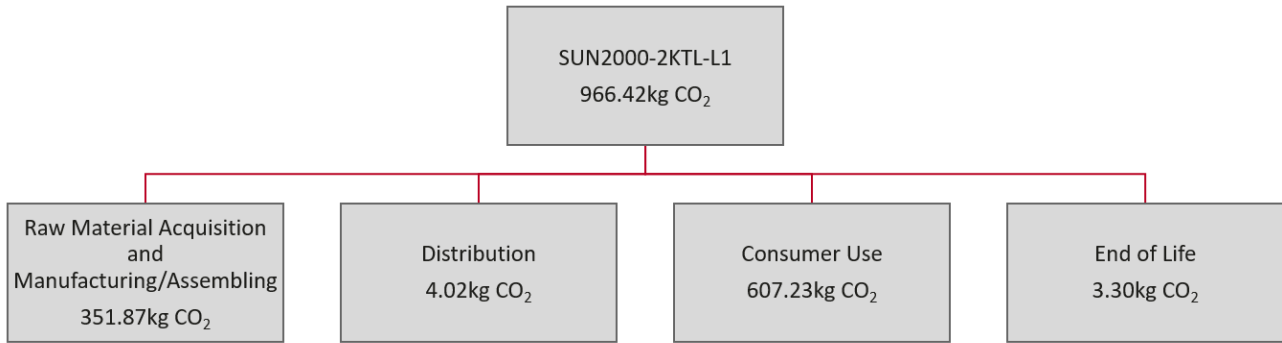 SUN2000-2KTL-L1
966.42kg CO₂
Raw Material Acquisition
and
Manufacturing/Assembling
351.87kg CO₂
Distribution
4.02kg CO₂
Consumer Use
607.23kg CO₂
End of Life
3.30kg CO₂